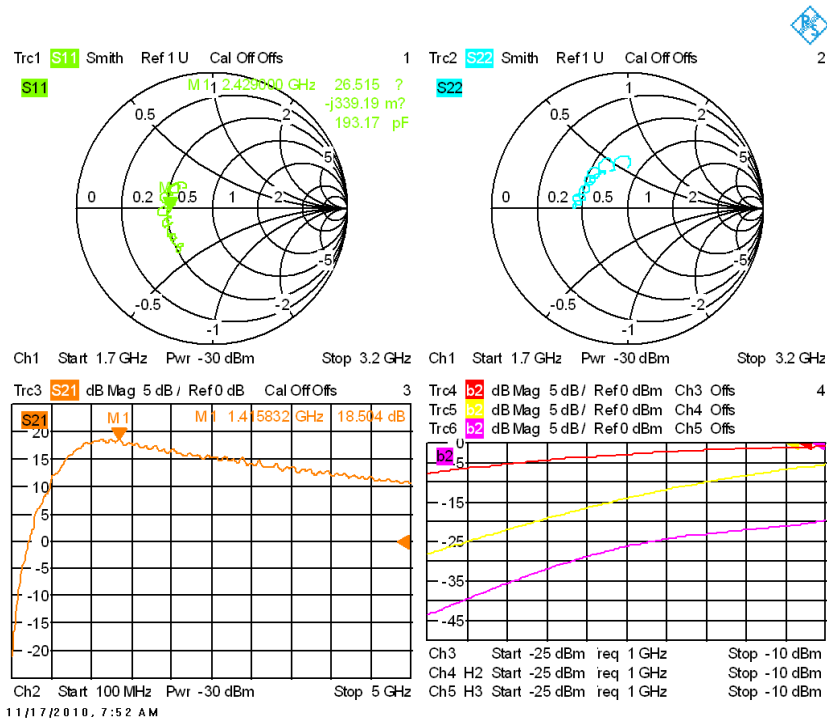 R&S
Trc1 S11 Smith Ref 1 U Cal Off Offs 1
S11
M 1 2.429000 GHz 26.515 ?
-j339.19 m?
193.17 pF
1
0.5
2
5
0
0.2
0.5
1
2
M1
-5
-0.5
-2
-1
Ch1 Start 1.7 GHz Pwr -30 dBm Stop 3.2 GHz
Trc2 S22 Smith Ref 1 U Cal Off Offs 2
S22
1
0.5
2
5
0
0.2
0.5
1
2
-5
-0.5
-2
-1
Ch1 Start 1.7 GHz Pwr -30 dBm Stop 3.2 GHz
Trc3 S21 dB Mag 5 dB / Ref 0 dB Cal Off Offs 3
S21
M 1
M 1 1.415832 GHz 18.504 dB
20
15
10
5
0
-5
-10
-15
-20
Ch2 Start 100 MHz Pwr -30 dBm Stop 5 GHz
Trc4 b2 dB Mag 5 dB / Ref 0 dBm Ch3 Offs 4
Trc5 b2 dB Mag 5 dB / Ref 0 dBm Ch4 Offs
Trc6 b2 dB Mag 5 dB / Ref 0 dBm Ch5 Offs
b2
0
-5
-15
-25
-35
-45
Ch3 Start -25 dBm req 1 GHz Stop -10 dBm
Ch4 H2 Start -25 dBm req 1 GHz Stop -10 dBm
Ch5 H3 Start -25 dBm req 1 GHz Stop -10 dBm
11/17/2010, 7:52 AM